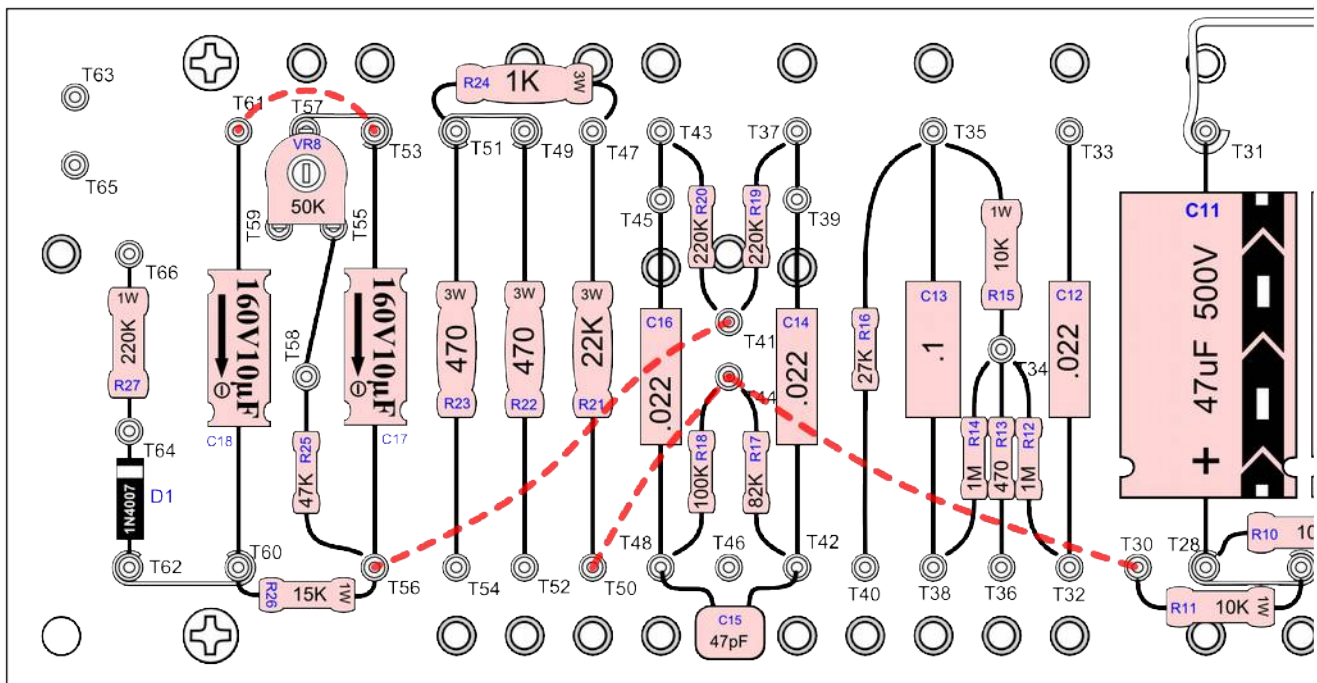 T63
T61
T57
R24
1K
3W
T53
T51
T49
T47
T43
T37
T35
T33
T31
VR8
50K
T65
T59
T55
T45
R20
220K
R19
220K
T39
1W
10K
R15
C11
47uF 500V
+
T66
1W
220K
R27
160V10µF
C18
T58
160V10µF
C17
3W
470
R23
3W
470
R22
3W
22K
R21
C16
.022
T41
C14
.022
R16
27K
C13
.1
T34
C12
.022
T64
D1
1N4007
R25
47K
R18
100K
R17
82K
R14
1M
R13
470
R12
1M
T62
T60
R26
15K
1W
T56
T54
T52
T50
T48
T46
T42
T40
T38
T36
T32
T30
T28
R10
10
R11
10K
1W
C15
47pF